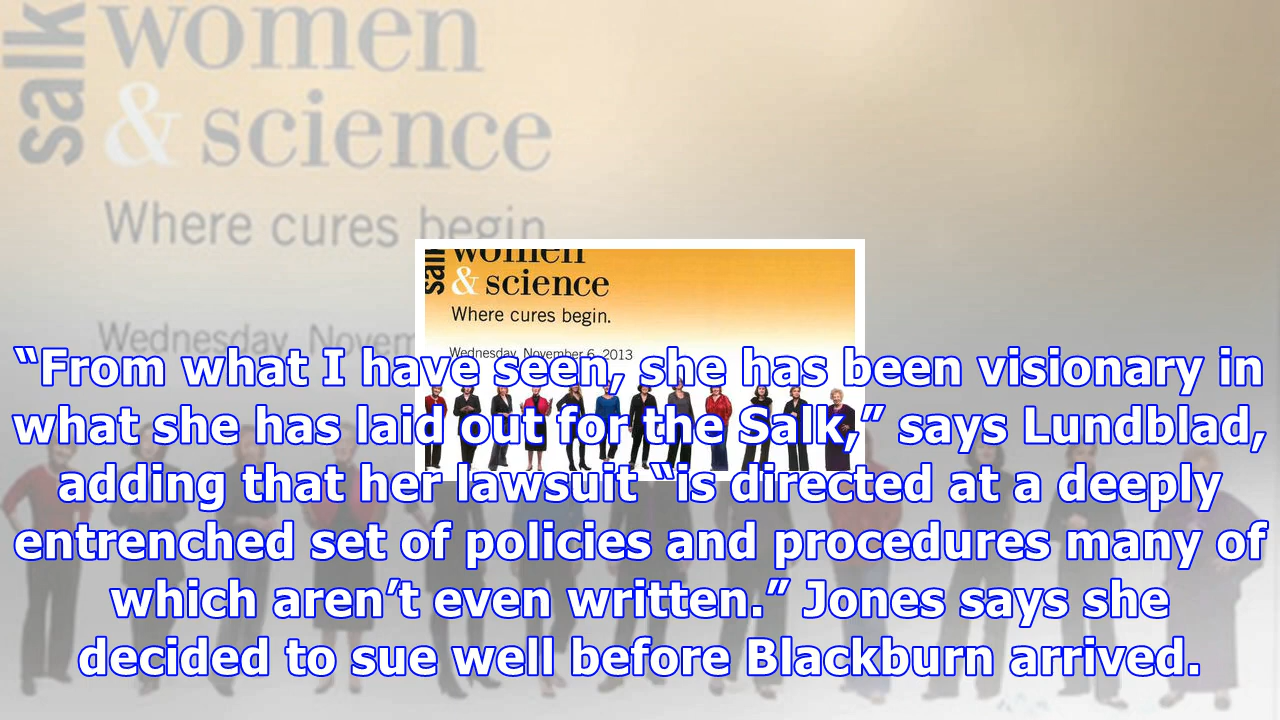 salk
women
& science
Where cures begin
Wednesday, Novem
salk
women
& science
Where cures begin.
Wednesday, November 6, 2013
“From what I have seen, she has been visionary in
what she has laid out for the Salk,” says Lundblad,
adding that her lawsuit “is directed at a deeply
entrenched set of policies and procedures many of
which aren’t even written.” Jones says she
decided to sue well before Blackburn arrived.